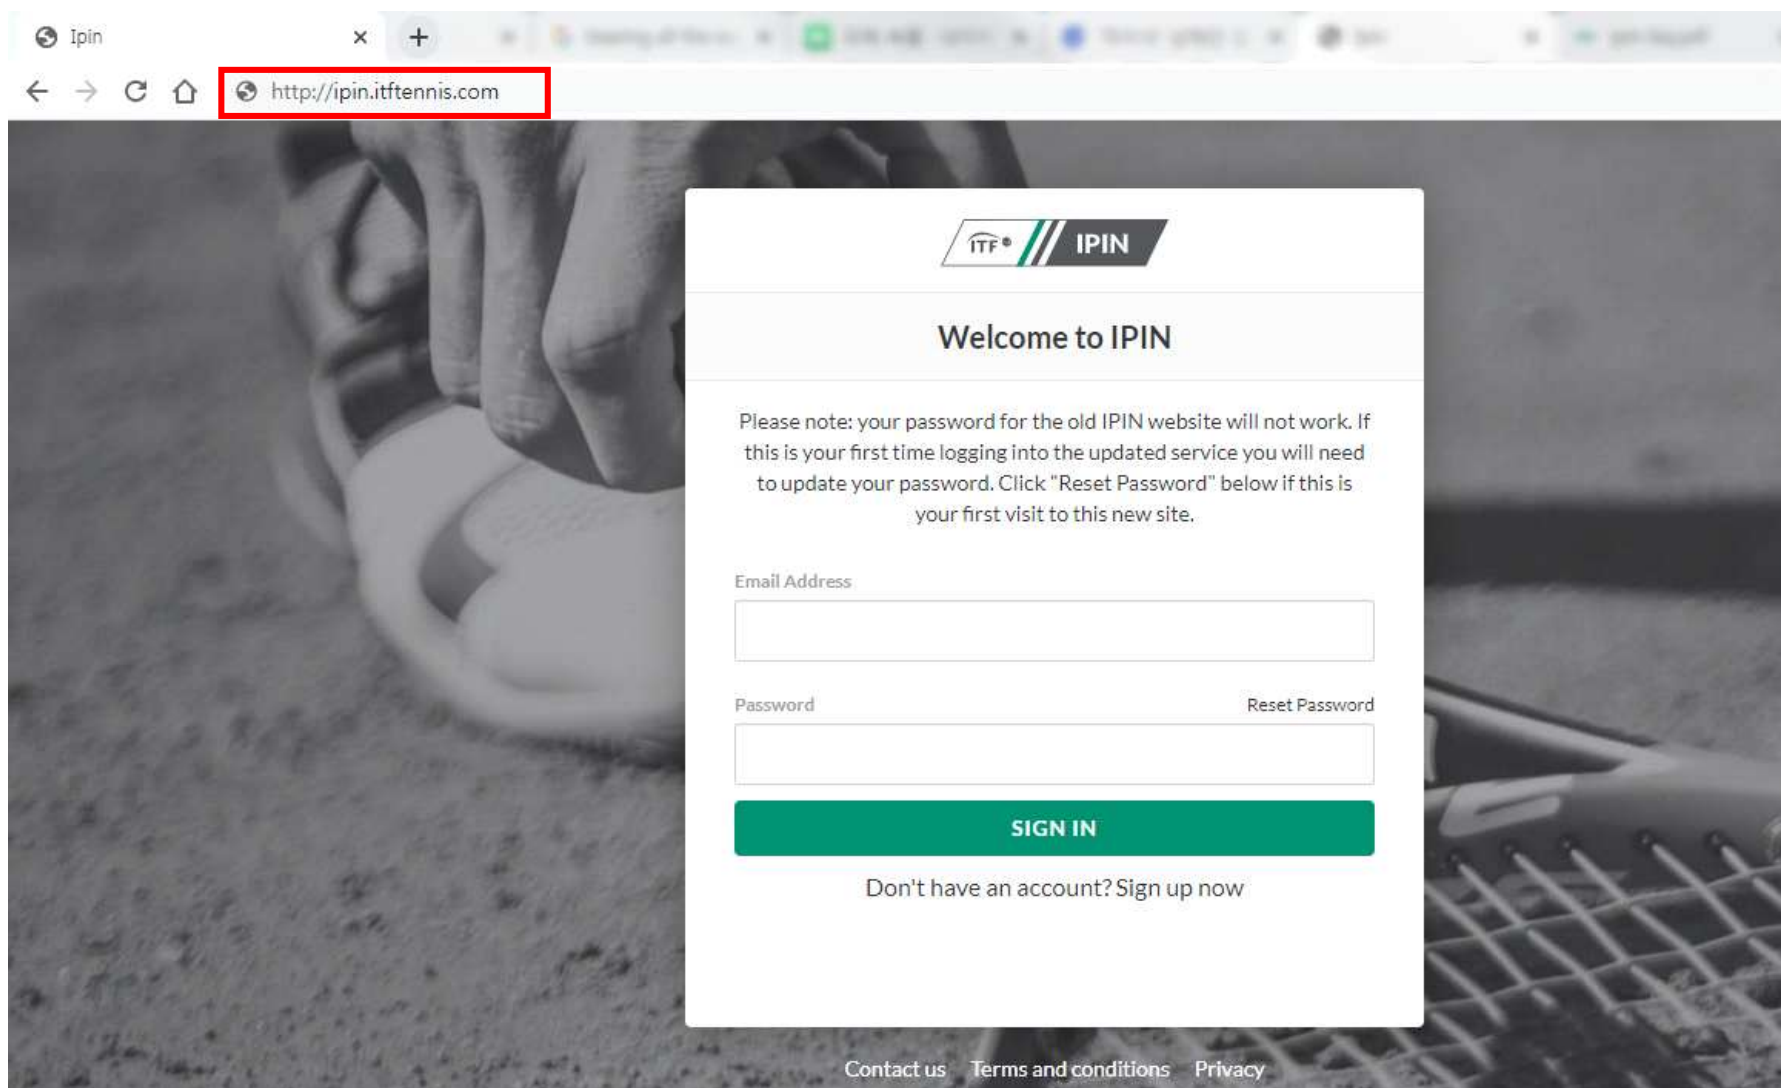 Ipin
http://ipin.itftennis.com
ITF® IPIN
Welcome to IPIN
Please note: your password for the old IPIN website will not work. If
this is your first time logging into the updated service you will need
to update your password. Click "Reset Password" below if this is
your first visit to this new site.
Email Address
Password Reset Password
SIGN IN
Don't have an account? Sign up now
Contact us Terms and conditions Privacy